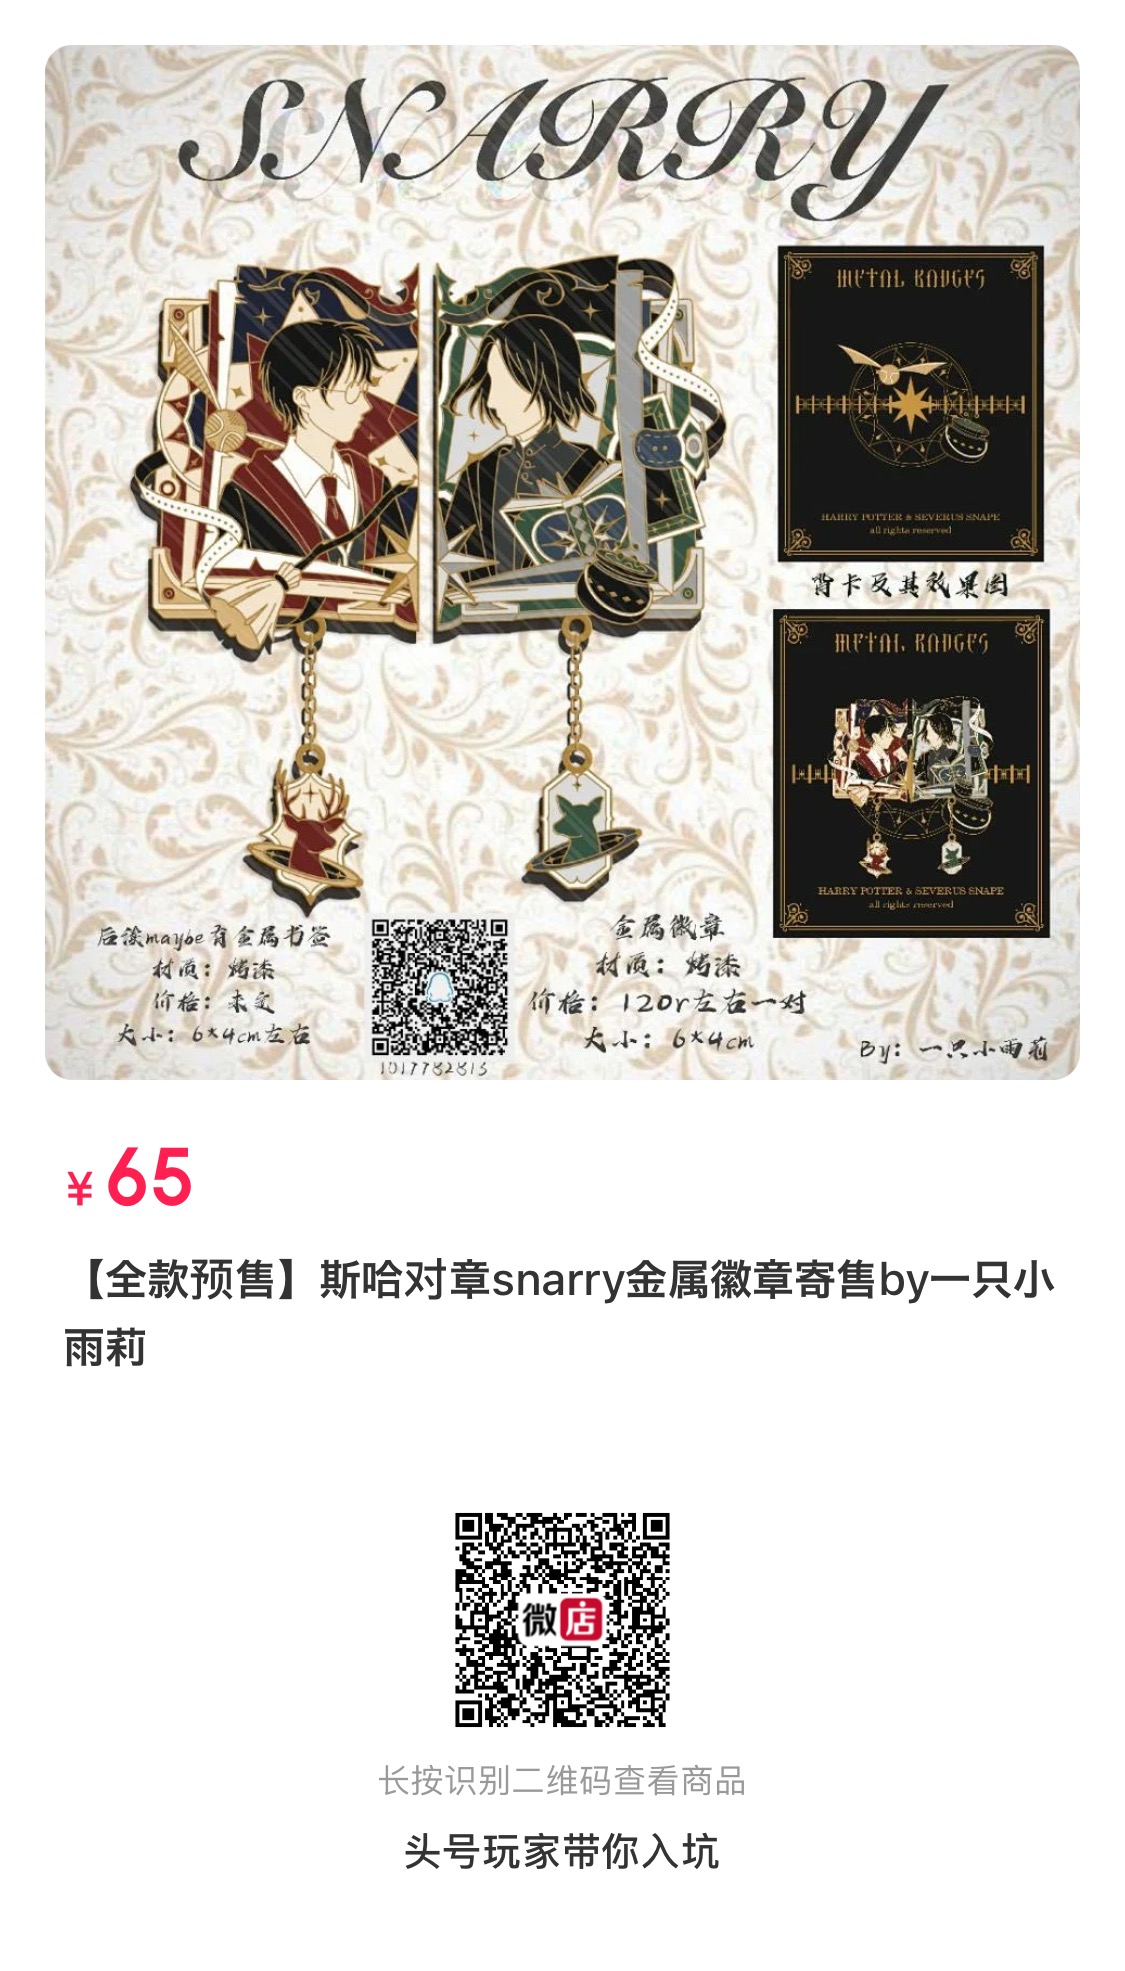 SNARRY
METAL BADGES
HARRY POTTER & SEVERUS SNAPE
all rights reserved
背卡及其效果图
METAL BADGES
HARRY POTTER & SEVERUS SNAPE
all rights reserved
后续maybe有金属书签
材质：烤漆
价格：未定
大小：6*4cm左右
1017782813
金属徽章
材质：烤漆
价格：120r左右一对
大小：6*4cm
By：一只小雨莉
¥65
【全款预售】斯哈对章snarry金属徽章寄售by一只小
雨莉
微店
长按识别二维码查看商品
头号玩家带你入坑